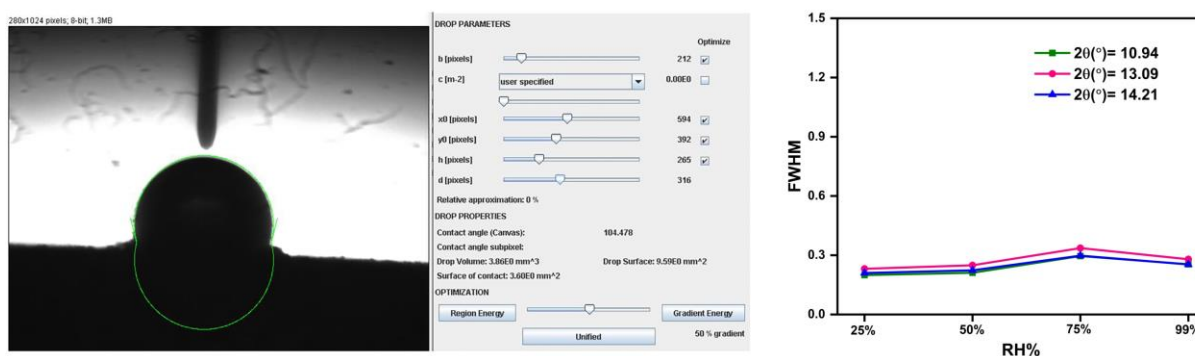 280x1024 pixels; 8-bit; 1.3MB
DROP PARAMETERS
Optimize
b [pixels] 212
c [m-2] user specified 0.00E0
x0 [pixels] 594
y0 [pixels] 392
h [pixels] 265
d [pixels] 316
Relative approximation: 0 %
DROP PROPERTIES
Contact angle (Canvas): 104.478
Contact angle subpixel:
Drop Volume: 3.86E0 mm^3 Drop Surface: 9.59E0 mm^2
Surface of contact: 3.60E0 mm^2
OPTIMIZATION
Region Energy Gradient Energy
Unified 50 % gradient
1.5
1.2
0.9
0.6
0.3
0.0
FWHM
2θ(°)= 10.94
2θ(°)= 13.09
2θ(°)= 14.21
25% 50% 75% 99%
RH%